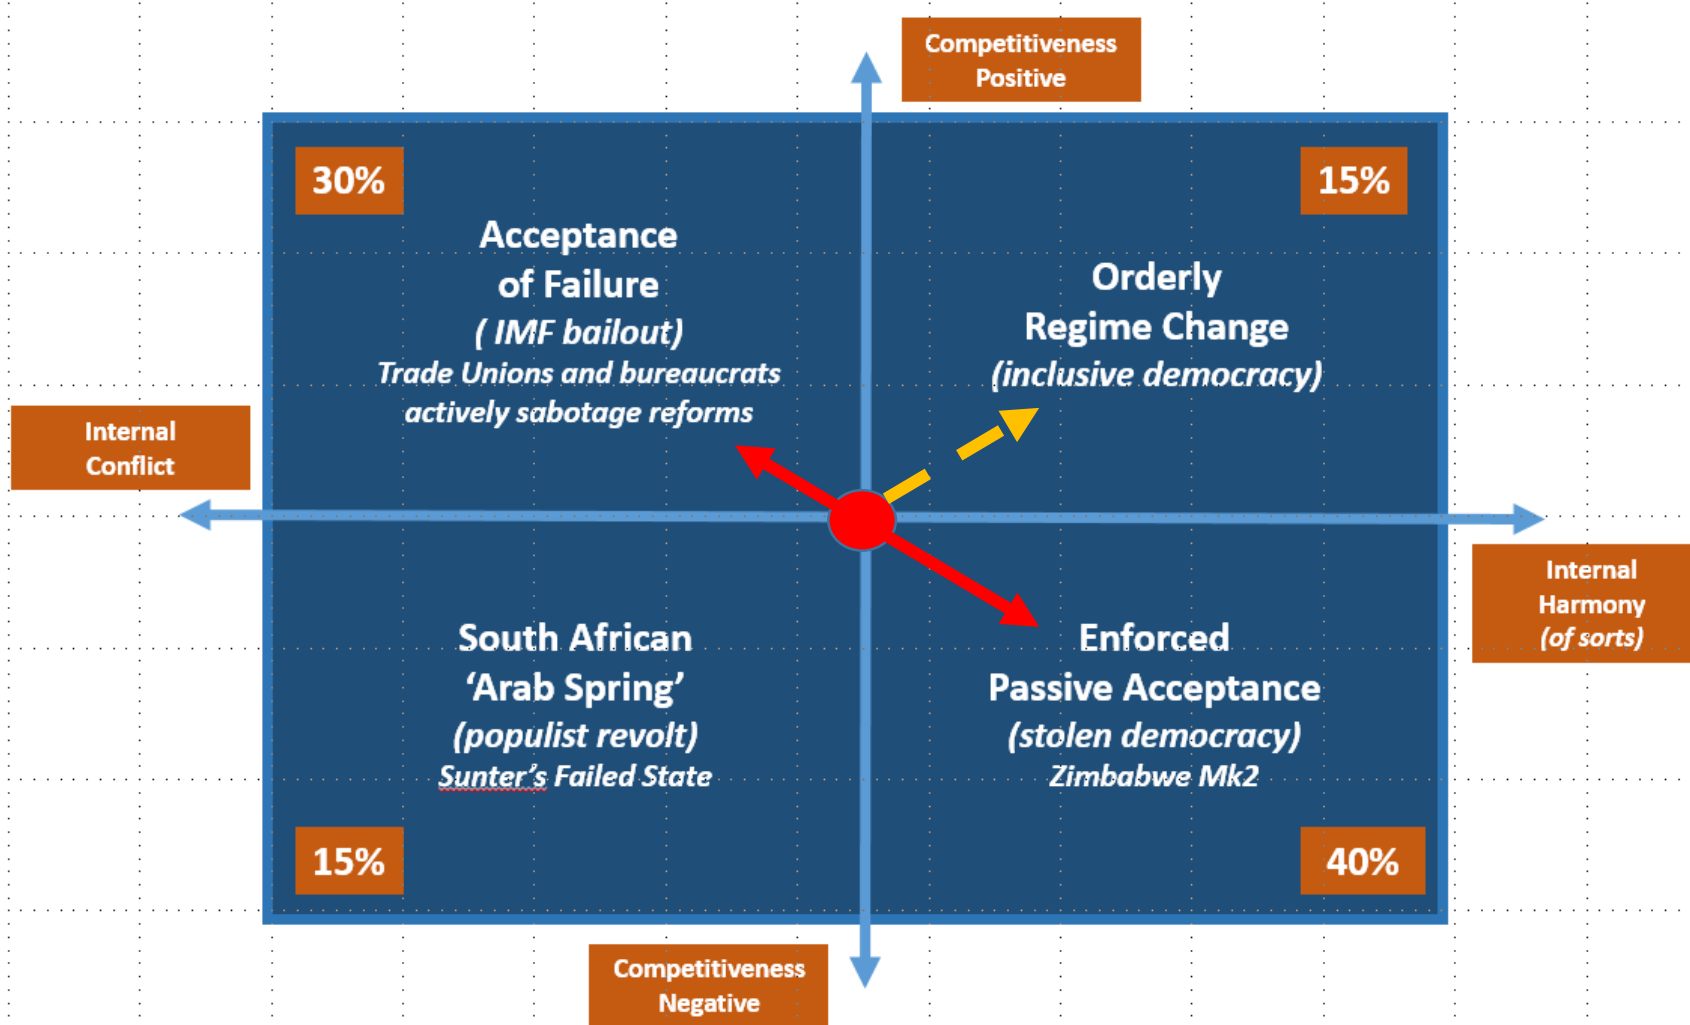 Competitiveness
Positive
30%
15%
Acceptance
of Failure
( IMF bailout)
Trade Unions and bureaucrats
actively sabotage reforms
Orderly
Regime Change
(inclusive democracy)
Internal
Conflict
Internal
Harmony
(of sorts)
South African
‘Arab Spring’
(populist revolt)
Sunter’s Failed State
Enforced
Passive Acceptance
(stolen democracy)
Zimbabwe Mk2
15%
40%
Competitiveness
Negative